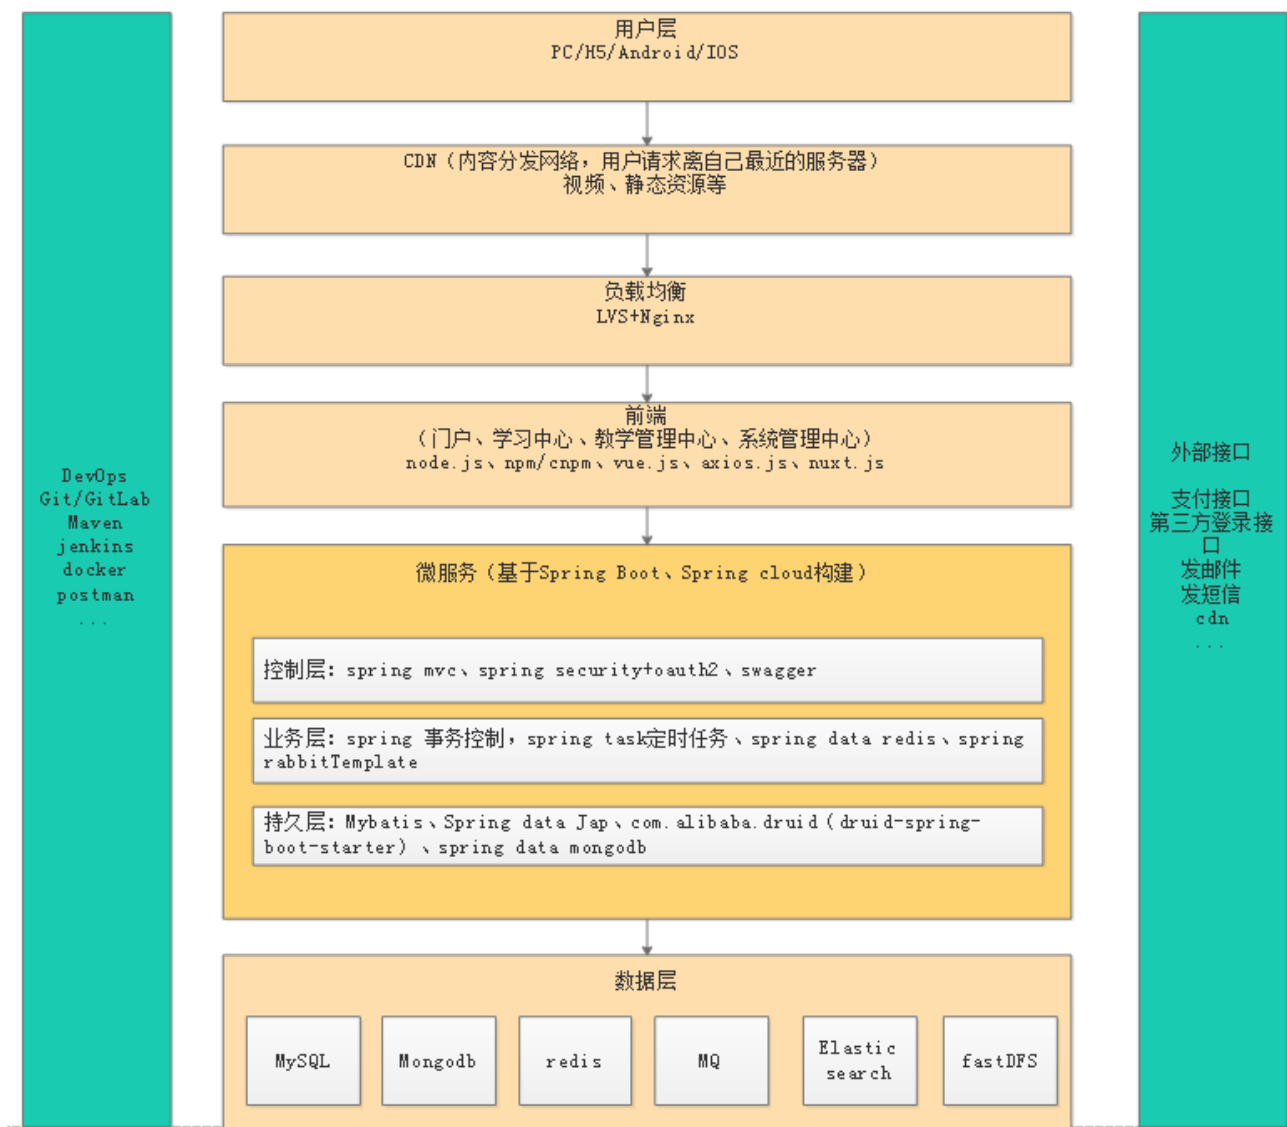 用户层
PC/H5/Android/IOS
CDN（内容分发网络，用户请求离自己最近的服务器）
视频、静态资源等
负载均衡
LVS+Nginx
前端
（门户、学习中心、教学管理中心、系统管理中心）
node.js、npm/cnpm、vue.js、axios.js、nuxt.js
微服务（基于Spring Boot、Spring cloud构建）
控制层：spring mvc、spring security+oauth2、swagger
业务层：spring 事务控制，spring task定时任务、spring data redis、spring
rabbitTemplate
持久层：Mybatis、Spring data Jap、com.alibaba.druid（druid-spring-
boot-starter）、spring data mongodb
数据层
MySQL
Mongodb
redis
MQ
Elastic
search
fastDFS
DevOps
Git/GitLab
Maven
jenkins
docker
postman
...
外部接口
支付接口
第三方登录接
口
发邮件
发短信
cdn
...